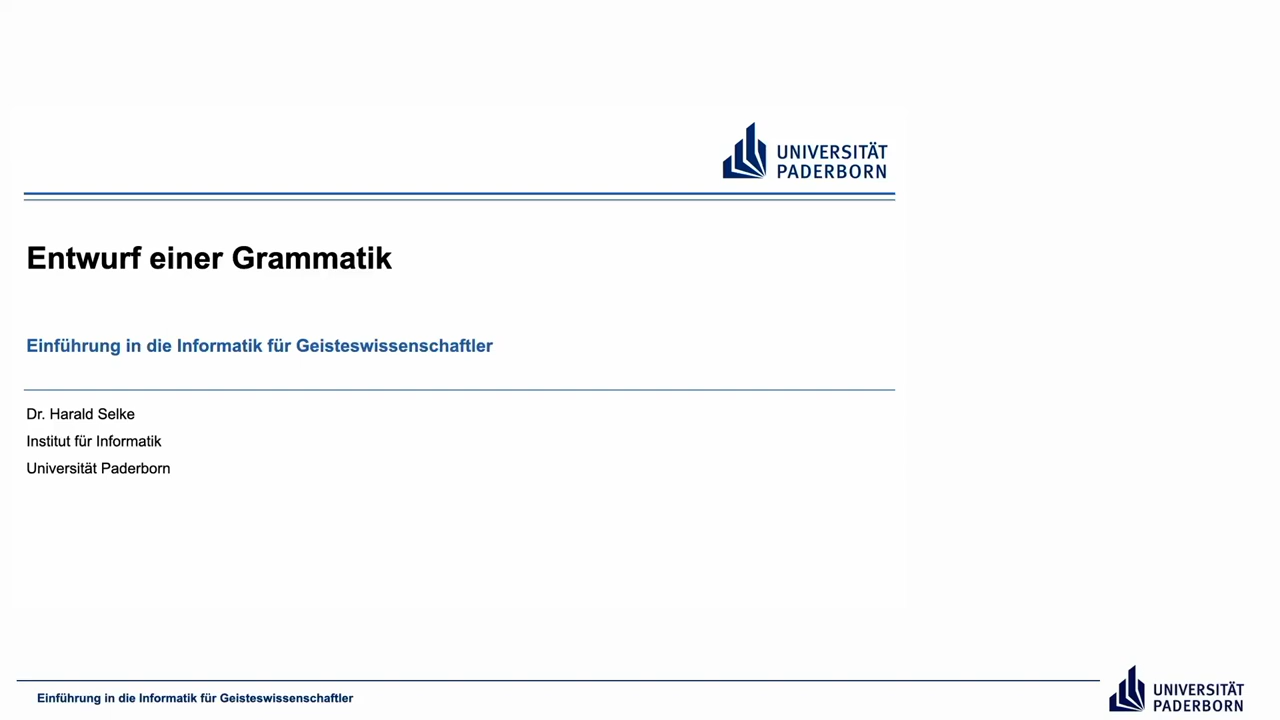 UNIVERSITÄT
PADERBORN
Entwurf einer Grammatik
Einführung in die Informatik für Geisteswissenschaftler
Dr. Harald Selke
Institut für Informatik
Universität Paderborn
Einführung in die Informatik für Geisteswissenschaftler
UNIVERSITÄT
PADERBORN